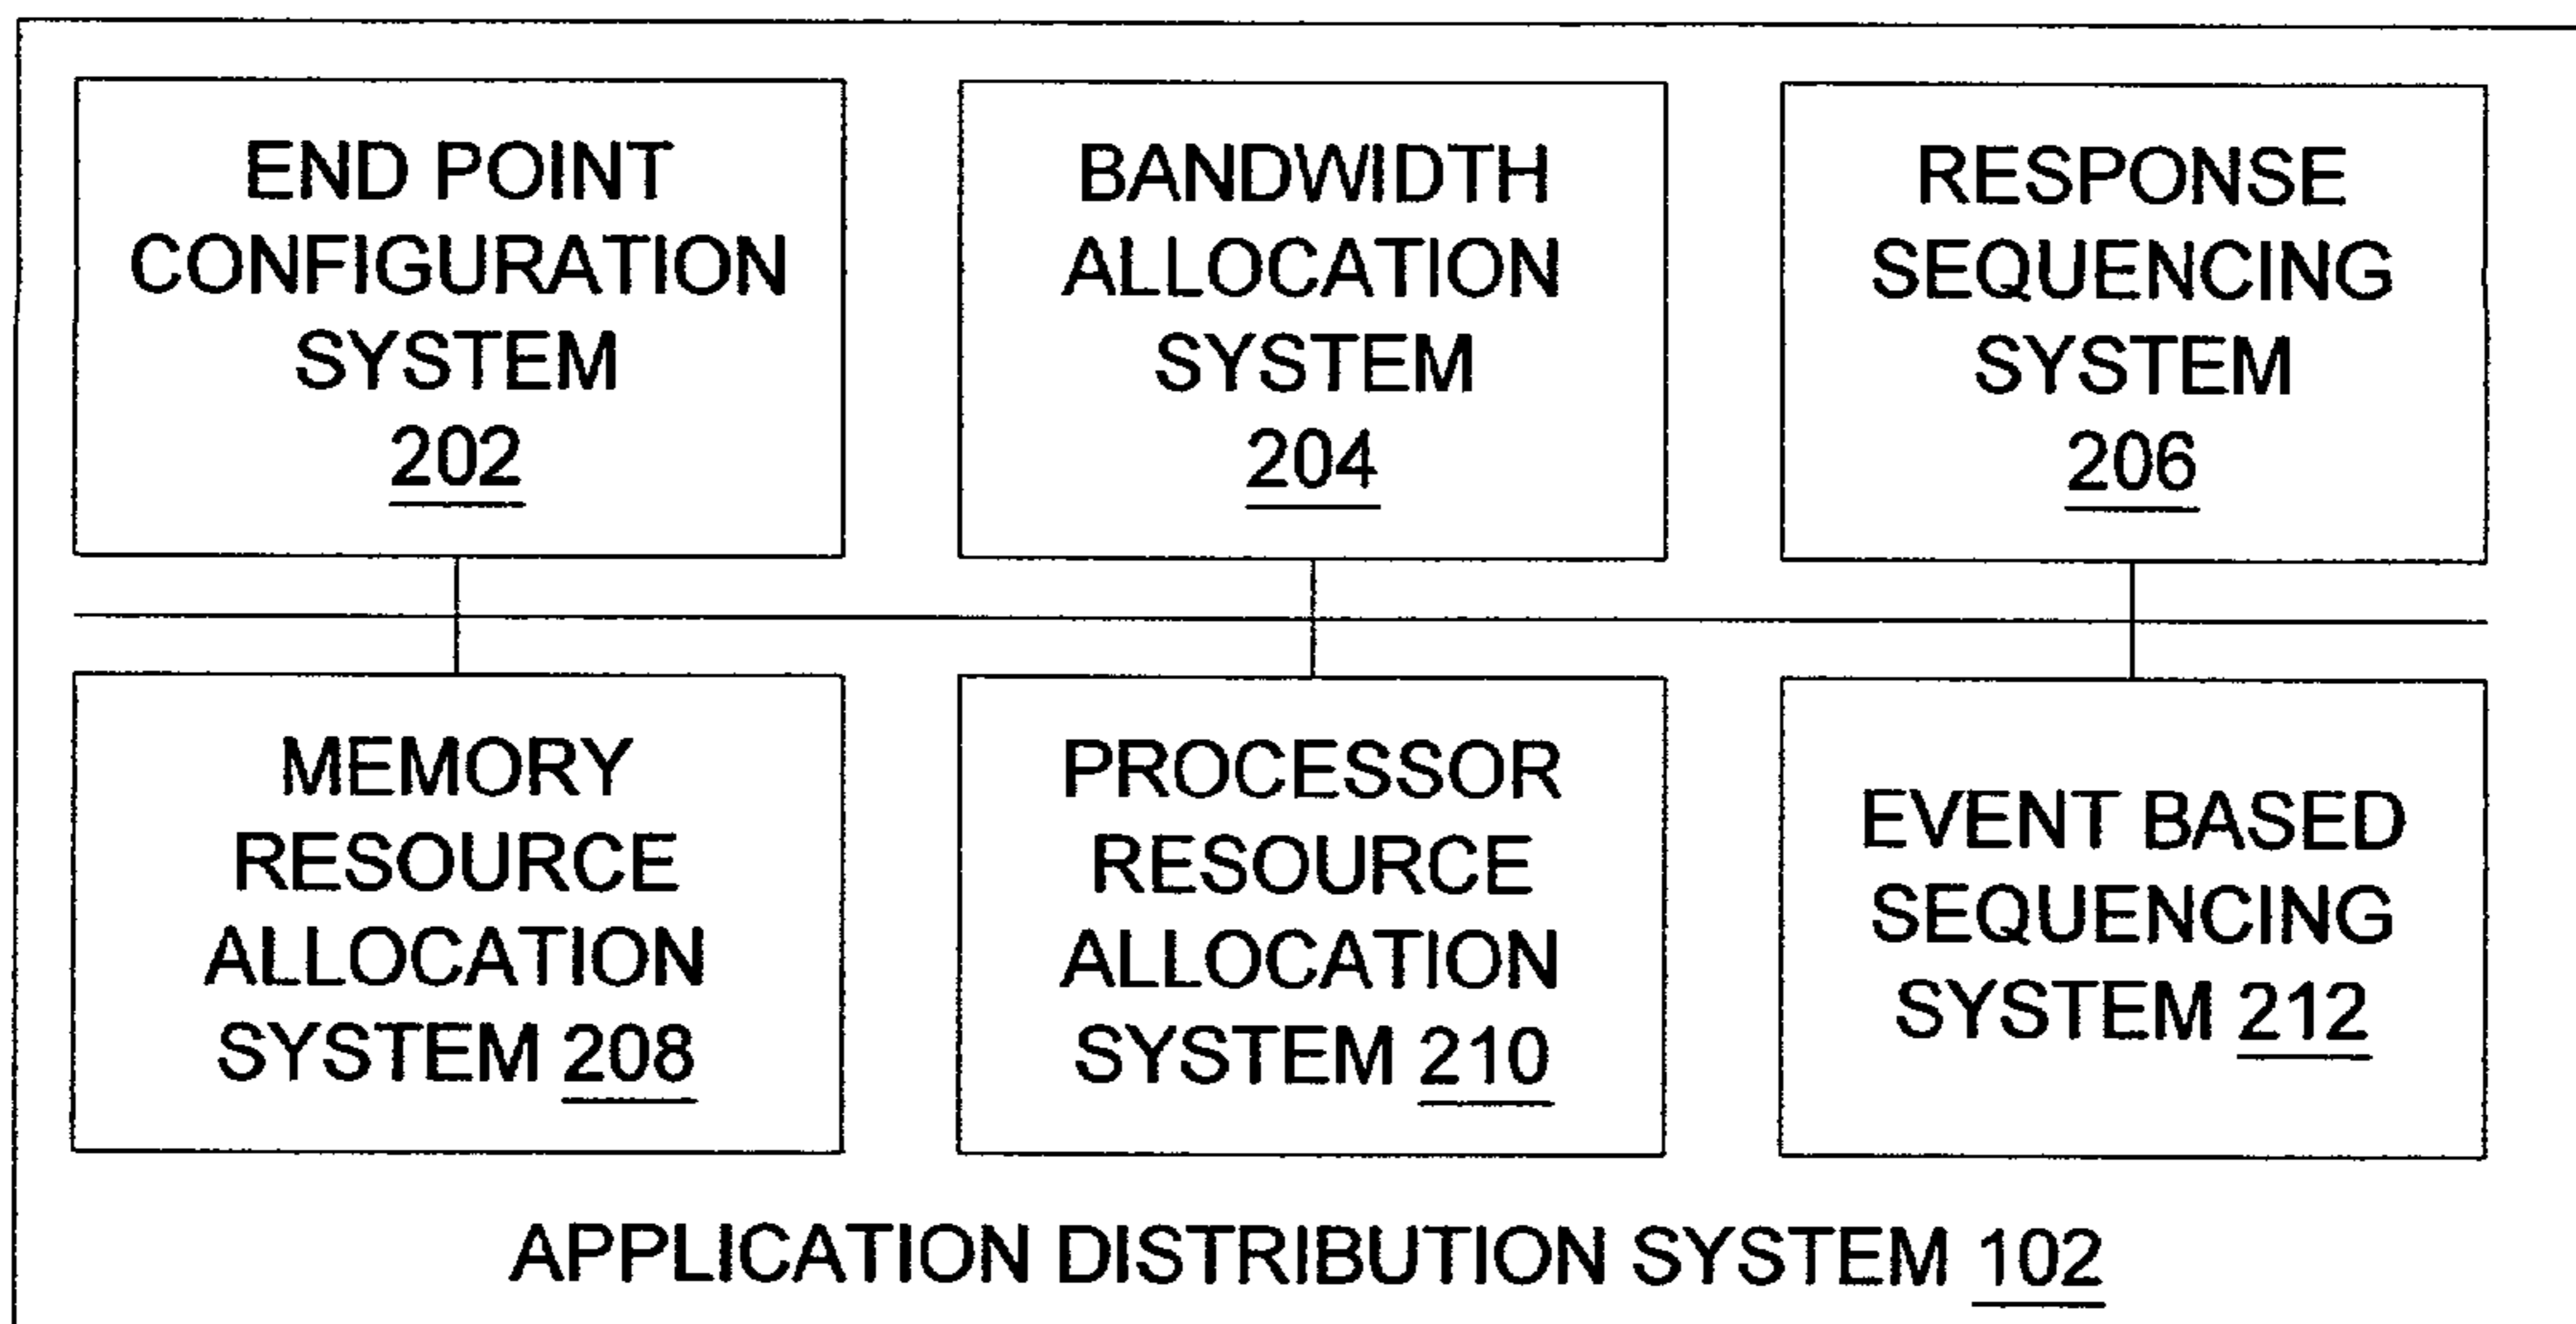 END POINT
CONFIGURATION
SYSTEM
202
BANDWIDTH
ALLOCATION
SYSTEM
204
RESPONSE
SEQUENCING
SYSTEM
206
MEMORY
RESOURCE
ALLOCATION
SYSTEM 208
PROCESSOR
RESOURCE
ALLOCATION
SYSTEM 210
EVENT BASED
SEQUENCING
SYSTEM 212
APPLICATION DISTRIBUTION SYSTEM 102